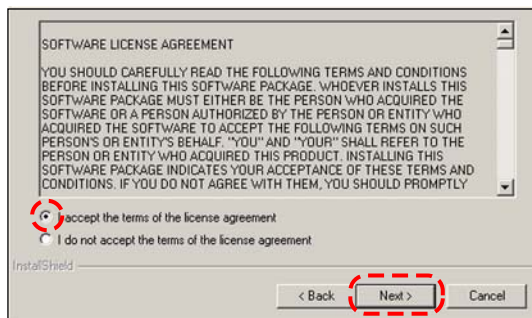 SOFTWARE LICENSE AGREEMENT
YOU SHOULD CAREFULLY READ THE FOLLOWING TERMS AND CONDITIONS
BEFORE INSTALLING THIS SOFTWARE PACKAGE. WHOEVER INSTALLS THIS
SOFTWARE PACKAGE MUST EITHER BE THE PERSON WHO ACQUIRED THE
SOFTWARE OR A PERSON AUTHORIZED BY THE PERSON OR ENTITY WHO
ACQUIRED THE SOFTWARE TO ACCEPT THE FOLLOWING TERMS ON SUCH
PERSON'S OR ENTITY'S BEHALF. "YOU" AND "YOUR" SHALL REFER TO THE
PERSON OR ENTITY WHO ACQUIRED THIS PRODUCT. INSTALLING THIS
SOFTWARE PACKAGE INDICATES YOUR ACCEPTANCE OF THESE TERMS AND
CONDITIONS. IF YOU DO NOT AGREE WITH THEM, YOU SHOULD PROMPTLY
I accept the terms of the license agreement
I do not accept the terms of the license agreement
InstallShield
< Back Next > Cancel